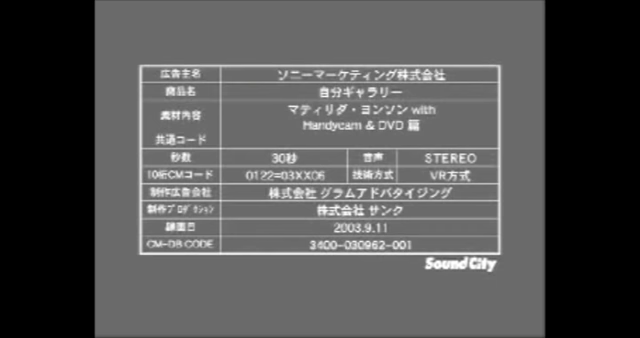 広告主名 ソニーマーケティング株式会社
商品名 自分ギャラリー
素材内容 マティリダ・ヨンソン with
Handycam & DVD 篇
共通コード
秒数 30秒 音声 STEREO
10桁CMコード 0122=03XX06 技術方式 VR方式
制作広告会社 株式会社 グラムアドバタイジング
制作プロダクション 株式会社 サンク
録画日 2003.9.11
CM-DB CODE 3400-030962-001
Sound City